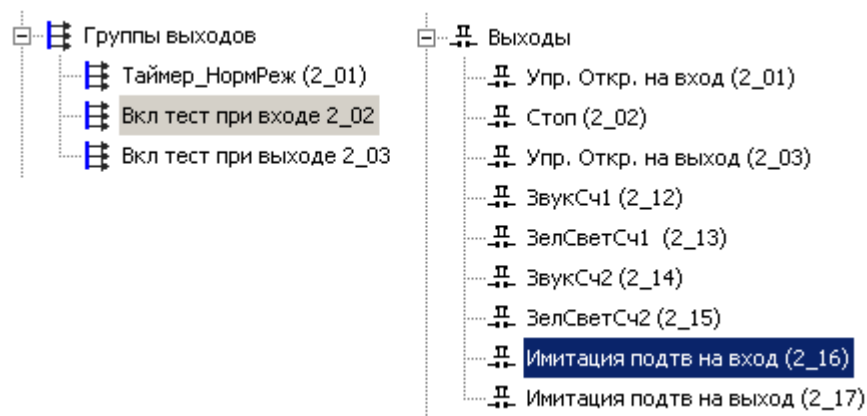 Группы выходов
Таймер_НормРеж (2_01)
Вкл тест при входе 2_02
Вкл тест при выходе 2_03
Выходы
Упр. Откр. на вход (2_01)
Стоп (2_02)
Упр. Откр. на выход (2_03)
ЗвукСч1 (2_12)
ЗелСветСч1 (2_13)
ЗвукСч2 (2_14)
ЗелСветСч2 (2_15)
Имитация подтв на вход (2_16)
Имитация подтв на выход (2_17)